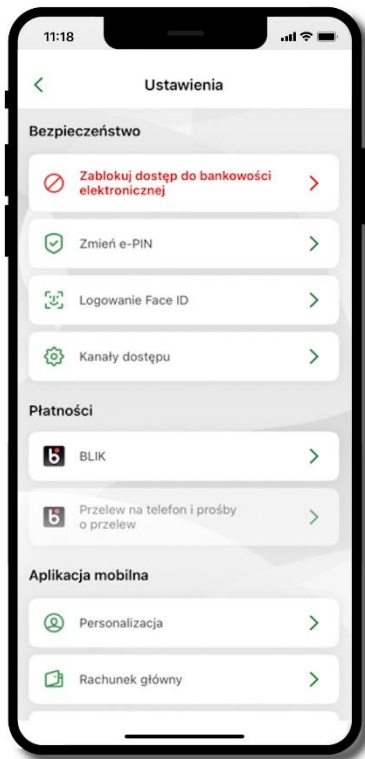 11:18
Ustawienia
Bezpieczeństwo
Zablokuj dostęp do bankowości
elektronicznej
Zmień e-PIN
Logowanie Face ID
Kanały dostępu
Płatności
BLIK
Przelew na telefon i prośby
o przelew
Aplikacja mobilna
Personalizacja
Rachunek główny